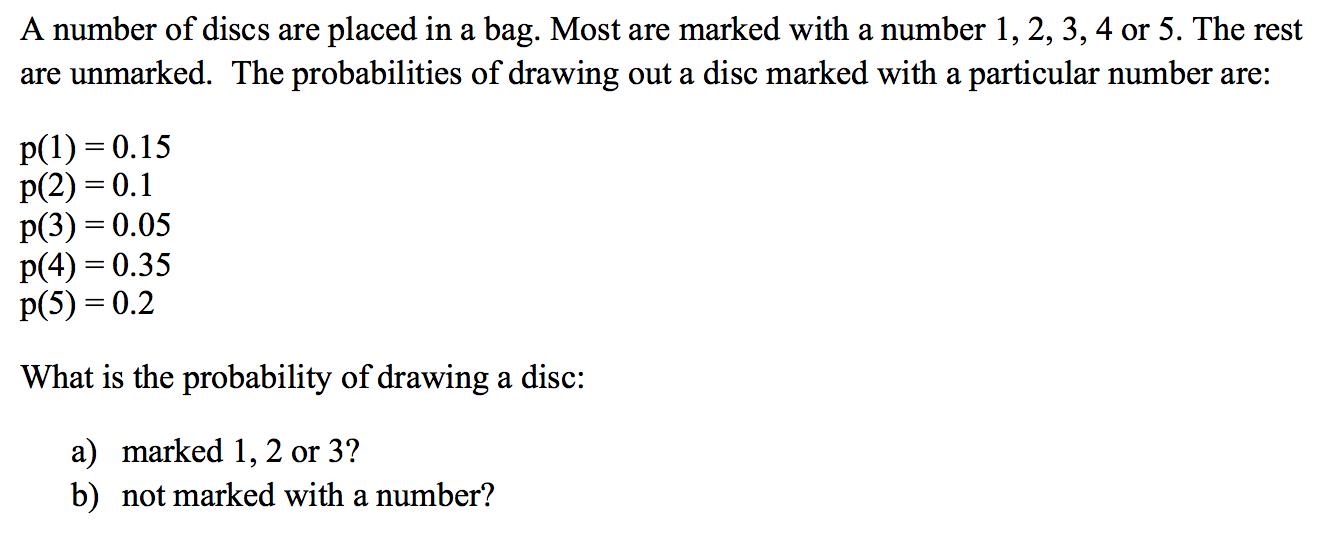 A number of discs are placed in a bag. Most are marked with a number 1, 2, 3, 4 or 5. The rest
are unmarked.  The probabilities of drawing out a disc marked with a particular number are:
p(1) = 0.15
p(2) = 0.1
p(3) = 0.05
p(4) = 0.35
p(5) = 0.2
What is the probability of drawing a disc:
a) marked 1, 2 or 3?
b) not marked with a number?